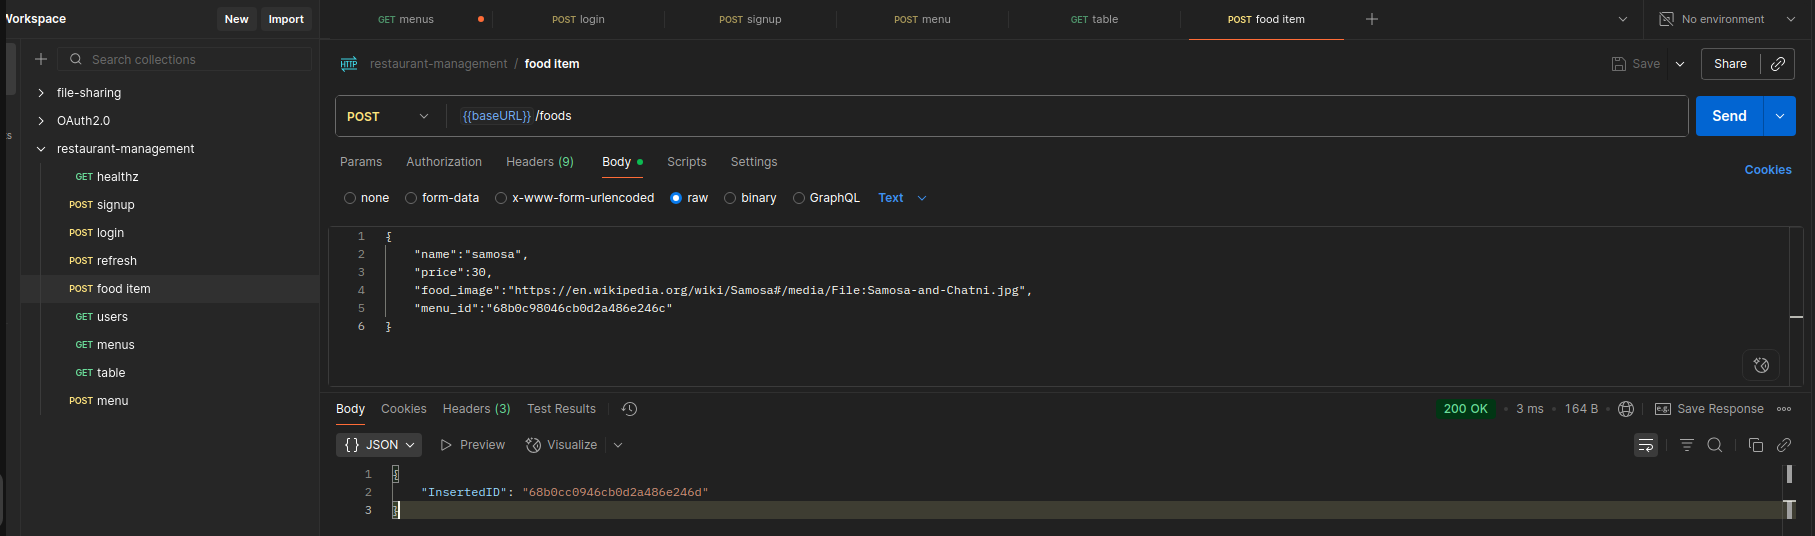 Workspace New Import
GET menus POST login POST signup POST menu GET table POST food item No environment
Search collections
restaurant-management / food item Save Share
file-sharing
OAuth2.0
restaurant-management
GET healthz
POST signup
POST login
POST refresh
POST food item
GET users
GET menus
GET table
POST menu
POST {{baseURL}} /foods Send
Params Authorization Headers (9) Body Scripts Settings Cookies
none form-data x-www-form-urlencoded raw binary GraphQL Text
1 {
2 "name":"samosa",
3 "price":30,
4 "food_image":"https://en.wikipedia.org/wiki/Samosa#/media/File:Samosa-and-Chatni.jpg",
5 "menu_id":"68b0c98046cb0d2a486e246c"
6 }
Body Cookies Headers (3) Test Results 200 OK 3 ms 164 B e.g. Save Response
{} JSON Preview Visualize
1 {
2 "InsertedID": "68b0cc0946cb0d2a486e246d"
3 }